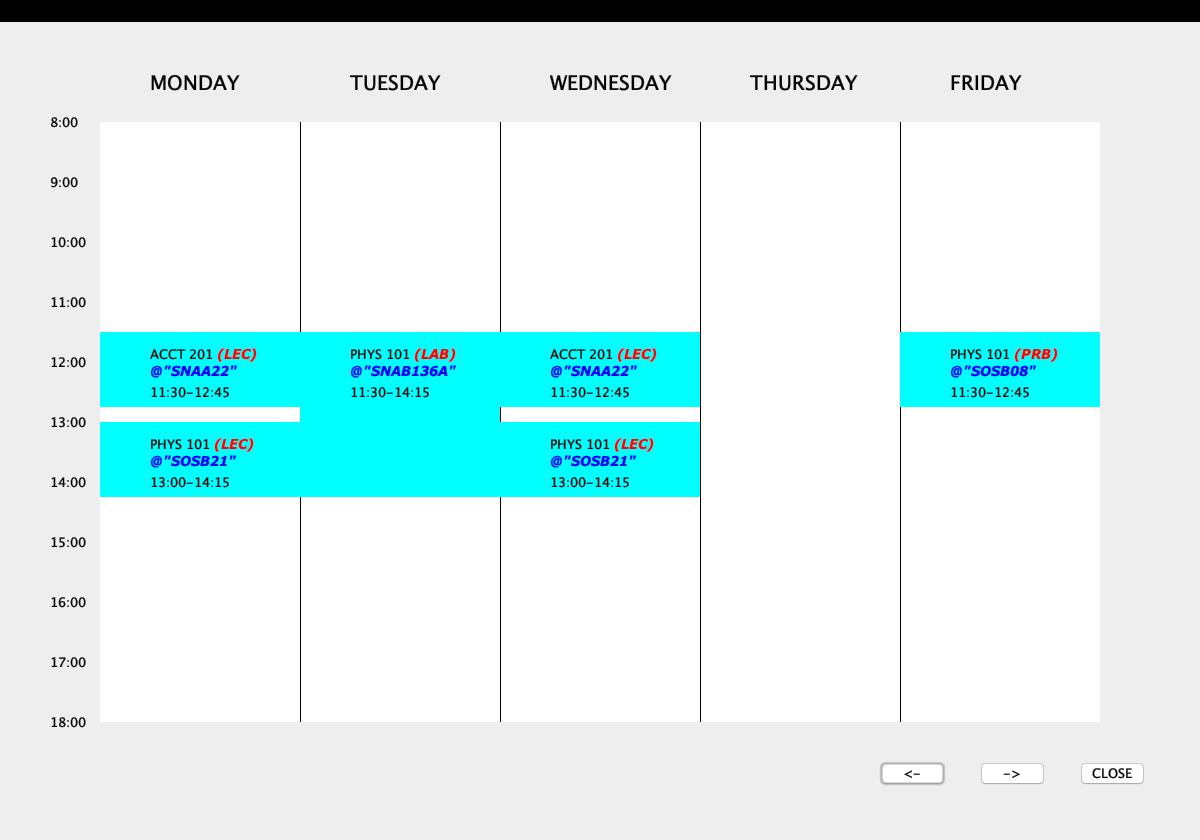 MONDAY TUESDAY WEDNESDAY THURSDAY FRIDAY
8:00
9:00
10:00
11:00
12:00
13:00
14:00
15:00
16:00
17:00
18:00
ACCT 201 (LEC)
@"SNAA22"
11:30-12:45
PHYS 101 (LEC)
@"SOSB21"
13:00-14:15
PHYS 101 (LAB)
@"SNAB136A"
11:30-14:15
ACCT 201 (LEC)
@"SNAA22"
11:30-12:45
PHYS 101 (LEC)
@"SOSB21"
13:00-14:15
PHYS 101 (PRB)
@"SOSB08"
11:30-12:45
<- -> CLOSE